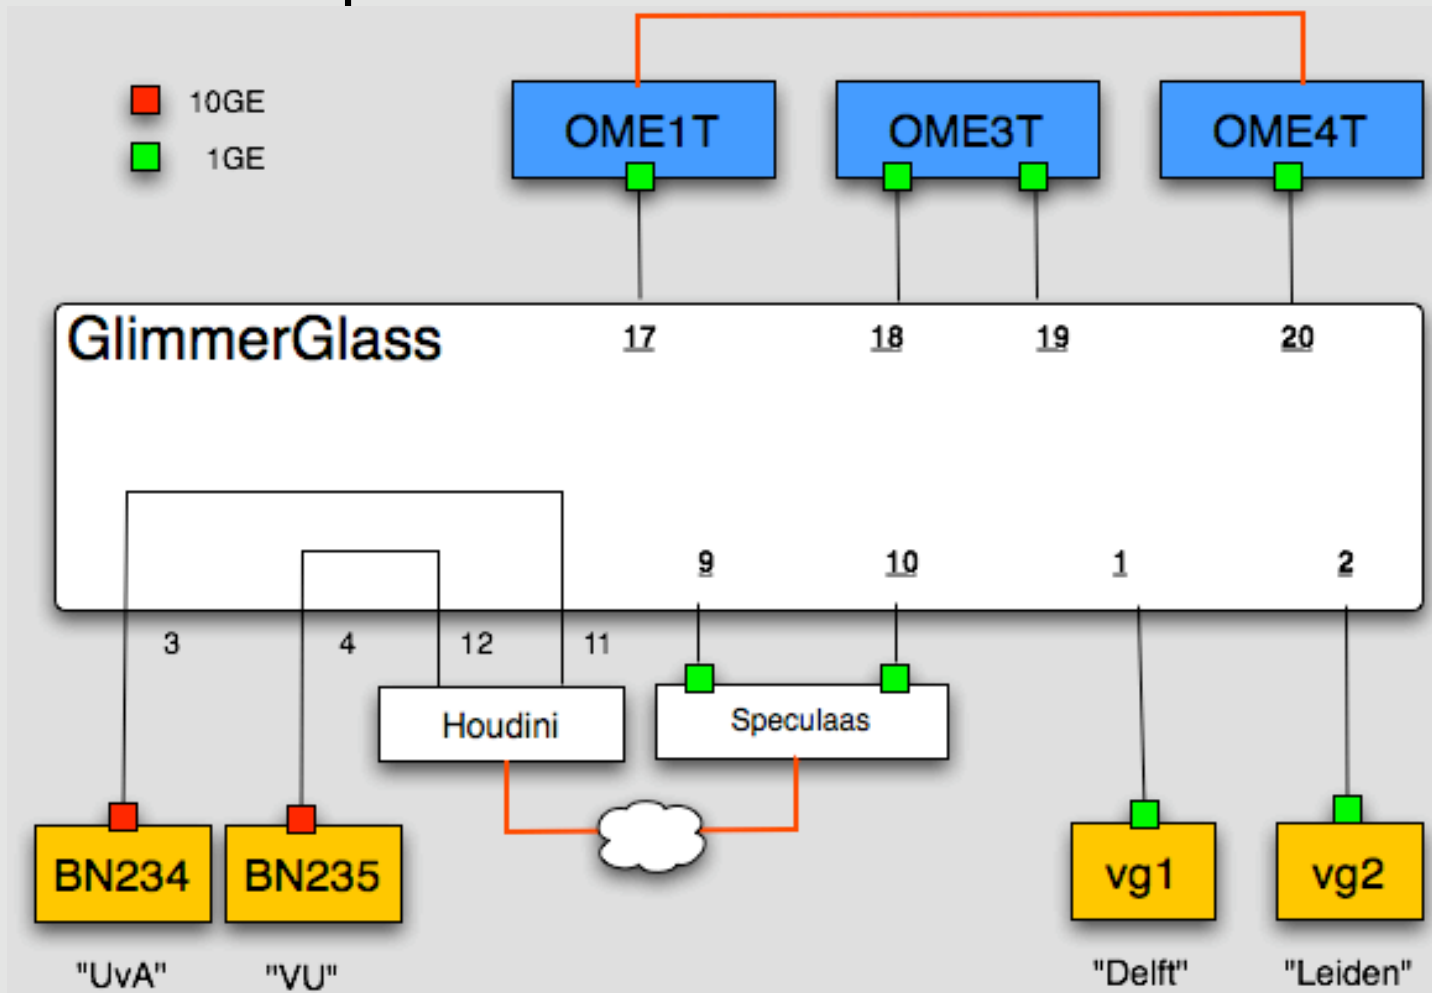 10GE
1GE
OME1T
OME3T
OME4T
GlimmerGlass
17
18
19
20
9
10
1
2
3
4
12
11
Houdini
Speculaas
BN234
BN235
vg1
vg2
"UvA"
"VU"
"Delft"
"Leiden"